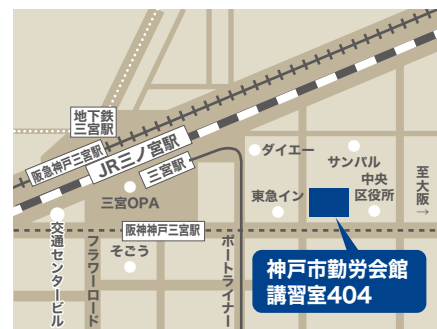 地下鉄
三宮駅
阪急神戸三宮駅
JR三ノ宮駅
三宮駅
ダイエー
サンパル
中央
区役所
至大阪→
三宮OPA
東急イン
阪神神戸三宮駅
そごう
交通センタービル
フラワーロード
ポートライナー
神戸市勤労会館
講習室404